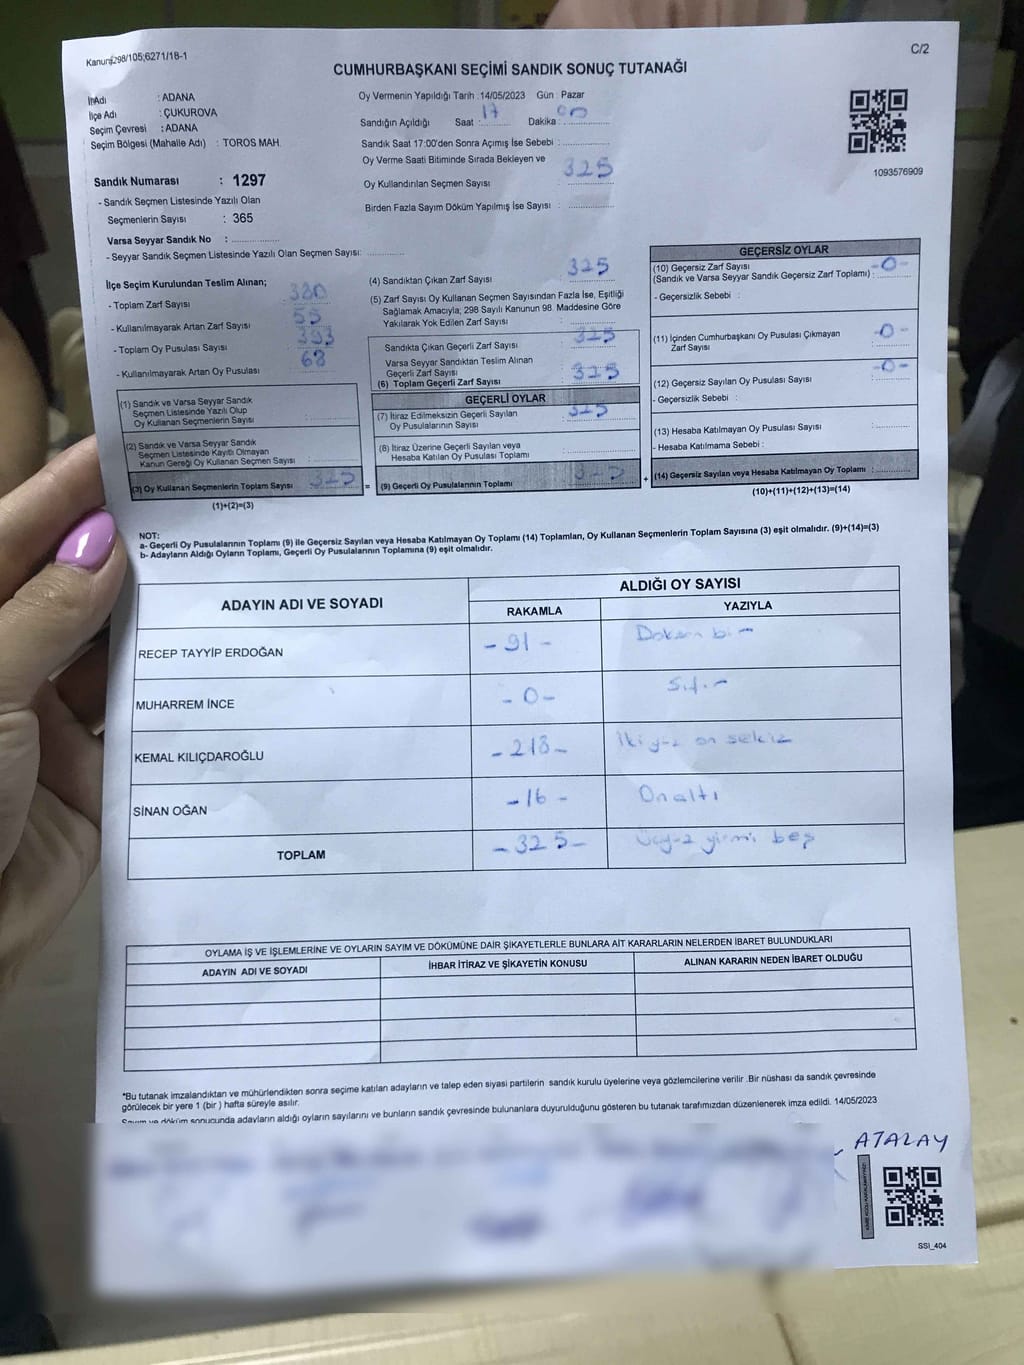 Kanun:298/105;6271/18-1
C/2
CUMHURBAŞKANI SEÇİMİ SANDIK SONUÇ TUTANAĞI
İl Adı : ADANA
İlçe Adı : ÇUKUROVA
Seçim Çevresi : ADANA
Seçim Bölgesi (Mahalle Adı) : TOROS MAH.
Sandık Numarası : 1297
- Sandık Seçmen Listesinde Yazılı Olan
Seçmenlerin Sayısı : 365
Varsa Seyyar Sandık No :
- Seyyar Sandık Seçmen Listesinde Yazılı Olan Seçmen Sayısı:
Oy Vermenin Yapıldığı Tarih :14/05/2023 Gün : Pazar
Sandığın Açıldığı Saat : 17 Dakika : 00
Sandık Saat 17:00'den Sonra Açımış İse Sebebi :
Oy Verme Saati Bitiminde Sırada Bekleyen ve
Oy Kullandırılan Seçmen Sayısı : 325
Birden Fazla Sayım Döküm Yapılmış İse Sayısı :
1093576909
İlçe Seçim Kurulundan Teslim Alınan;
- Toplam Zarf Sayısı : 380
- Kullanılmayarak Artan Zarf Sayısı :
- Toplam Oy Pusulası Sayısı : 393
- Kullanılmayarak Artan Oy Pusulası : 68
(1) Sandık ve Varsa Seyyar Sandık
Seçmen Listesinde Yazılı Olup
Oy Kullanan Seçmenlerin Sayısı :
(2) Sandık ve Varsa Seyyar Sandık
Seçmen Listesinde Kayıtlı Olmayan
Kanun Gereği Oy Kullanan Seçmen Sayısı :
(3) Oy Kullanan Seçmenlerin Toplam Sayısı : 325 =
(1)+(2)=(3)
(4) Sandıktan Çıkan Zarf Sayısı : 325
(5) Zarf Sayısı Oy Kullanan Seçmen Sayısından Fazla İse, Eşitliği
Sağlamak Amacıyla; 298 Sayılı Kanunun 98. Maddesine Göre
Yakılarak Yok Edilen Zarf Sayısı :
Sandıkta Çıkan Geçerli Zarf Sayısı : 325
Varsa Seyyar Sandıktan Teslim Alınan
Geçerli Zarf Sayısı :
(6) Toplam Geçerli Zarf Sayısı : 325
GEÇERLİ OYLAR
(7) İtiraz Edilmeksizin Geçerli Sayılan
Oy Pusulalarının Sayısı : 325
(8) İtiraz Üzerine Geçerli Sayılan veya
Hesaba Katılan Oy Pusulası Toplamı :
(9) Geçerli Oy Pusulalarının Toplamı : 325 +
GEÇERSİZ OYLAR
(10) Geçersiz Zarf Sayısı -0-
(Sandık ve Varsa Seyyar Sandık Geçersiz Zarf Toplamı) :
- Geçersizlik Sebebi :
(11) İçinden Cumhurbaşkanı Oy Pusulası Çıkmayan
Zarf Sayısı : -0-
(12) Geçersiz Sayılan Oy Pusulası Sayısı : -0-
- Geçersizlik Sebebi :
(13) Hesaba Katılmayan Oy Pusulası Sayısı :
- Hesaba Katılmama Sebebi :
(14) Geçersiz Sayılan veya Hesaba Katılmayan Oy Toplamı :
(10)+(11)+(12)+(13)=(14)
NOT:
a- Geçerli Oy Pusulalarının Toplamı (9) ile Geçersiz Sayılan veya Hesaba Katılmayan Oy Toplamı (14) Toplamları, Oy Kullanan Seçmenlerin Toplam Sayısına (3) eşit olmalıdır. (9)+(14)=(3)
b- Adayların Aldığı Oyların Toplamı, Geçerli Oy Pusulalarının Toplamına (9) eşit olmalıdır.
ADAYIN ADI VE SOYADI
ALDIĞI OY SAYISI
RAKAMLA YAZIYLA
RECEP TAYYİP ERDOĞAN -91- Doksan bir
MUHARREM İNCE -0- Sıfır
KEMAL KILIÇDAROĞLU -218- İkiyüz on sekiz
SİNAN OĞAN -16- On altı
TOPLAM -325- Üçyüz yirmi beş
OYLAMA İŞ VE İŞLEMLERİNE VE OYLARIN SAYIM VE DÖKÜMÜNE DAİR ŞİKAYETLERLE BUNLARA AİT KARARLARIN NELERDEN İBARET BULUNDUKLARI
ADAYIN ADI VE SOYADI İHBAR İTİRAZ VE ŞİKAYETİN KONUSU ALINAN KARARIN NEDEN İBARET OLDUĞU
*Bu tutanak imzalandıktan ve mühürlendikten sonra seçime katılan adayların ve talep eden siyasi partilerin sandık kurulu üyelerine veya gözlemcilerine verilir .Bir nüshası da sandık çevresinde
görülecek bir yere 1 (bir ) hafta süreyle asılır.
Sayım ve döküm sonucunda adayların aldığı oyların sayılarını ve bunların sandık çevresinde bulunanlara duyurulduğunu gösteren bu tutanak tarafımızdan düzenlenerek imza edildi. 14/05/2023
ATALAY
SSİ_404